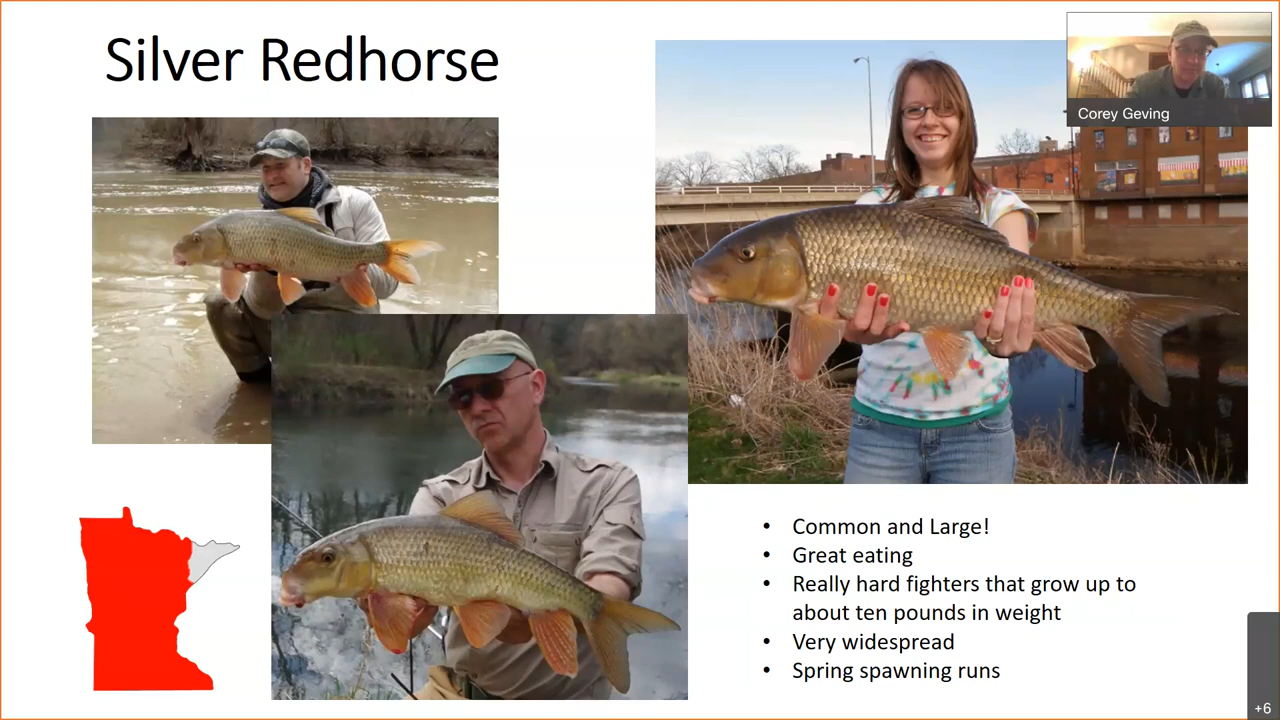 Silver Redhorse
Corey Geving
• Common and Large!
• Great eating
• Really hard fighters that grow up to
about ten pounds in weight
• Very widespread
• Spring spawning runs
+6